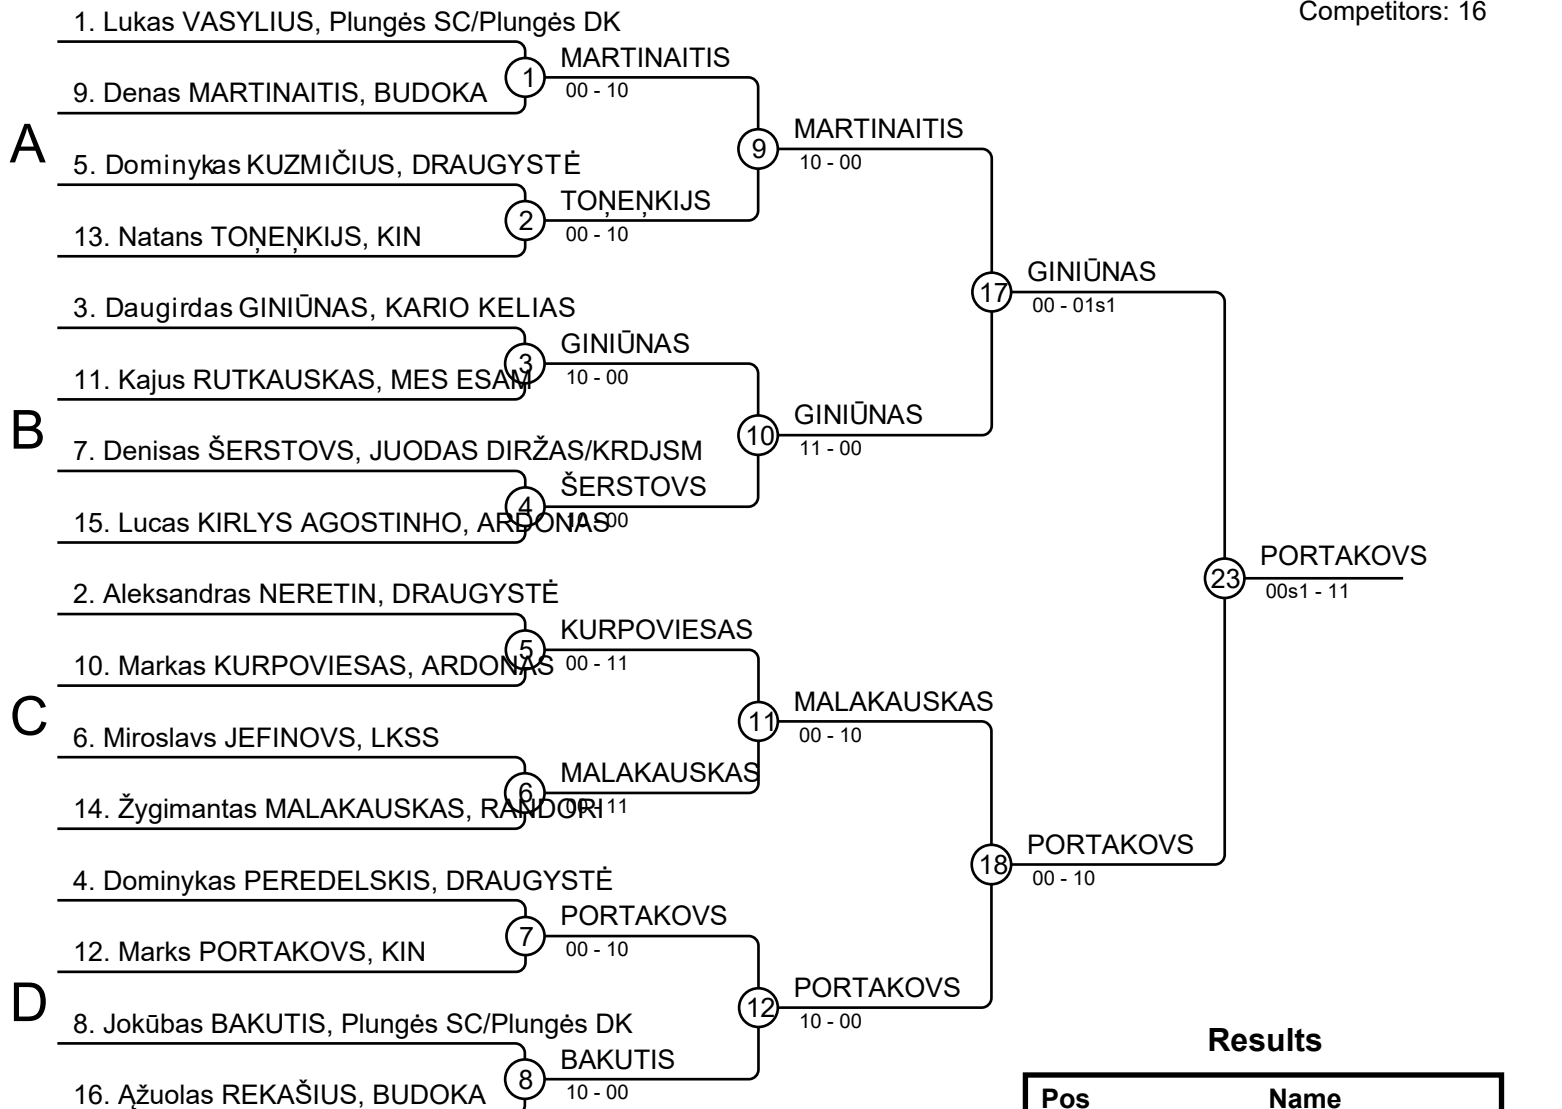 Competitors: 16
1. Lukas VASYLIUS, Plungės SC/Plungės DK
MARTINAITIS
1
00 - 10
9. Denas MARTINAITIS, BUDOKA
A
MARTINAITIS
9
10 - 00
5. Dominykas KUZMIČIUS, DRAUGYSTĖ
TOŅEŅKIJS
2
00 - 10
13. Natans TOŅEŅKIJS, KIN
GINIŪNAS
17
00 - 01s1
3. Daugirdas GINIŪNAS, KARIO KELIAS
GINIŪNAS
3
10 - 00
11. Kajus RUTKAUSKAS, MES ESAM
B
GINIŪNAS
10
11 - 00
7. Denisas ŠERSTOVS, JUODAS DIRŽAS/KRDJSM
ŠERSTOVS
4
10 - 00
15. Lucas KIRLYS AGOSTINHO, ARDONAS
PORTAKOVS
23
00s1 - 11
2. Aleksandras NERETIN, DRAUGYSTĖ
KURPOVIESAS
5
00 - 11
10. Markas KURPOVIESAS, ARDONAS
C
MALAKAUSKAS
11
00 - 10
6. Miroslavs JEFINOVS, LKSS
MALAKAUSKAS
6
00 - 11
14. Žygimantas MALAKAUSKAS, RANDORI
PORTAKOVS
18
00 - 10
4. Dominykas PEREDELSKIS, DRAUGYSTĖ
PORTAKOVS
7
00 - 10
12. Marks PORTAKOVS, KIN
D
PORTAKOVS
12
10 - 00
8. Jokūbas BAKUTIS, Plungės SC/Plungės DK
BAKUTIS
8
10 - 00
16. Ąžuolas REKAŠIUS, BUDOKA
Results
Pos Name